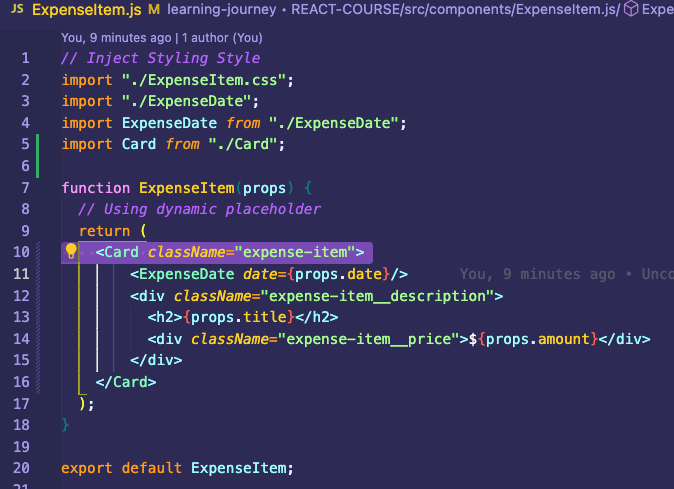 JS ExpenseItem.js M learning-journey • REACT-COURSE/src/components/ExpenseItem.js/ Expe
You, 9 minutes ago | 1 author (You)
1 // Inject Styling Style
2 import "./ExpenseItem.css";
3 import "./ExpenseDate";
4 import ExpenseDate from "./ExpenseDate";
5 import Card from "./Card";
6
7 function ExpenseItem(props) {
8 // Using dynamic placeholder
9 return (
10 <Card className="expense-item">
11 <ExpenseDate date={props.date}/> You, 9 minutes ago • Unco
12 <div className="expense-item__description">
13 <h2>{props.title}</h2>
14 <div className="expense-item__price">${props.amount}</div>
15 </div>
16 </Card>
17 );
18 }
19
20 export default ExpenseItem;
21